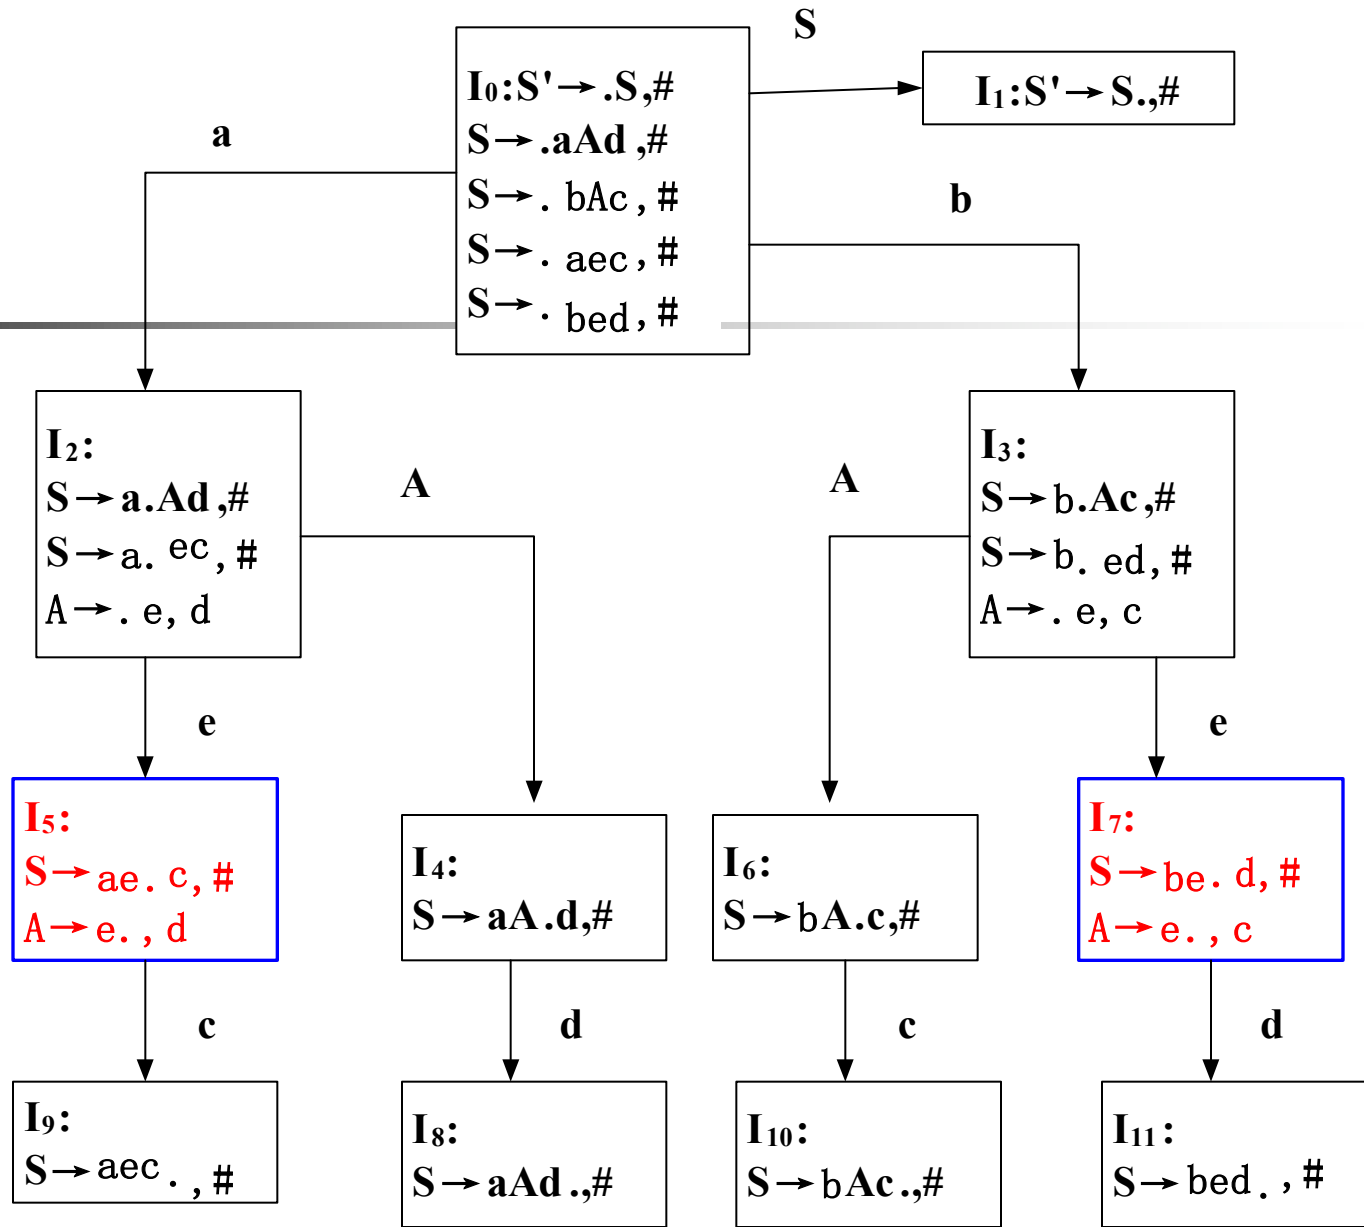 S
I0:S'→.S,#
S→.aAd,#
S→.bAc,#
S→.aec,#
S→.bed,#
I1:S'→S.,#
a
b
I2:
S→a.Ad,#
S→a.ec,#
A→.e,d
A
A
I3:
S→b.Ac,#
S→b.ed,#
A→.e,c
e
e
I5:
S→ae.c,#
A→e.,d
I4:
S→aA.d,#
I6:
S→bA.c,#
I7:
S→be.d,#
A→e.,c
c
d
c
d
I9:
S→aec.,#
I8:
S→aAd.,#
I10:
S→bAc.,#
I11:
S→bed.,#